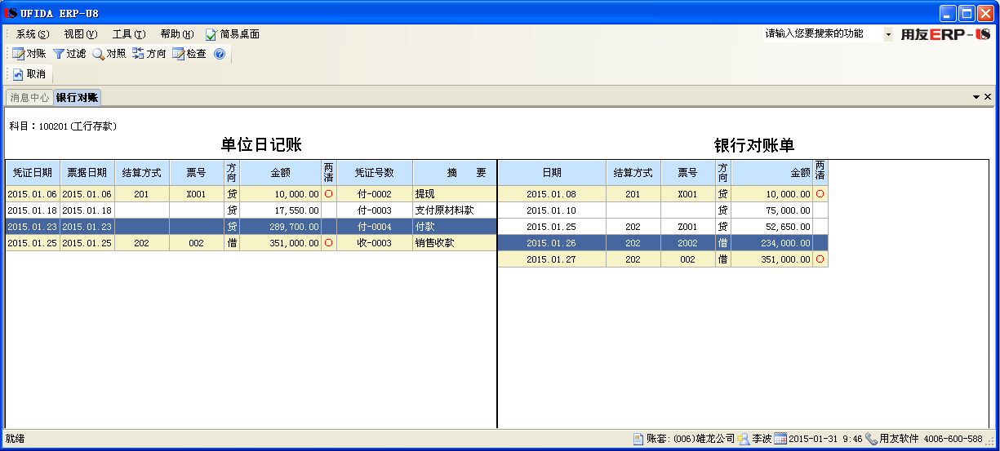 UFIDA ERP-U8
系统(S) 视图(V) 工具(T) 帮助(H) 简易桌面 请输入您要搜索的功能 用友ERP-U8
对账 过滤 对照 方向 检查
取消
消息中心 银行对账
科目：100201(工行存款)
单位日记账 银行对账单
凭证日期 票据日期 结算方式 票号 方向 金额 两清 凭证号数 摘 要 日期 结算方式 票号 方向 金额 两清
2015.01.06 2015.01.06 201 X001 贷 10,000.00 ○ 付-0002 提现 2015.01.08 201 X001 贷 10,000.00 ○
2015.01.18 2015.01.18 贷 17,550.00 付-0003 支付原材料款 2015.01.10 贷 75,000.00
2015.01.23 2015.01.23 贷 289,700.00 付-0004 付款 2015.01.25 202 Z001 贷 52,650.00
2015.01.25 2015.01.25 202 002 借 351,000.00 ○ 收-0003 销售收款 2015.01.26 202 2002 借 234,000.00
2015.01.27 202 002 借 351,000.00 ○
就绪 账套:(006)雄龙公司 李波 2015-01-31 9:46 用友软件 4006-600-588